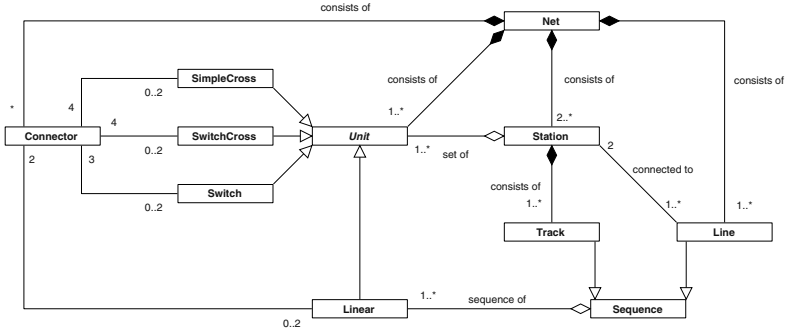 consists of
Net
SimpleCross
consists of
consists of
consists of
0..2
*
4
1..*
2..*
4
Connector
SwitchCross
Unit
Station
2
0..2
1..*
set of
2
3
connected to
Switch
consists of
0..2
1..*
1..*
1..*
Track
Line
1..*
sequence of
Linear
Sequence
0..2